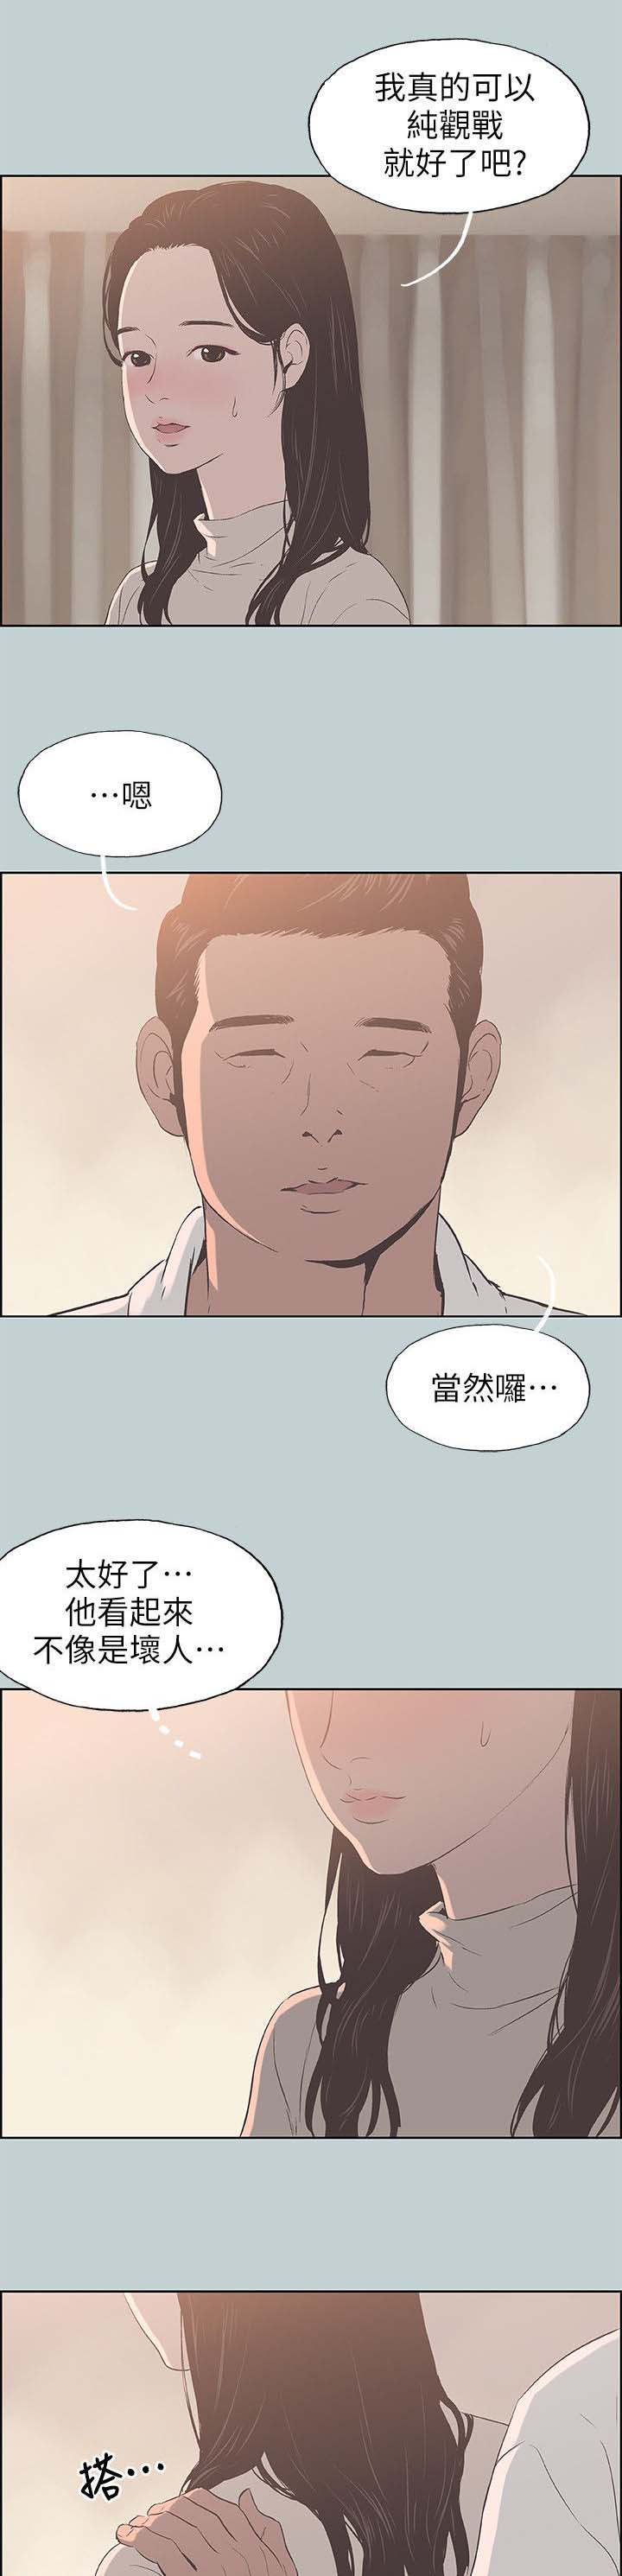 我真的可以
純觀戰
就好了吧?
…嗯
當然囉…
太好了…
他看起來
不像是壞人…
搭…